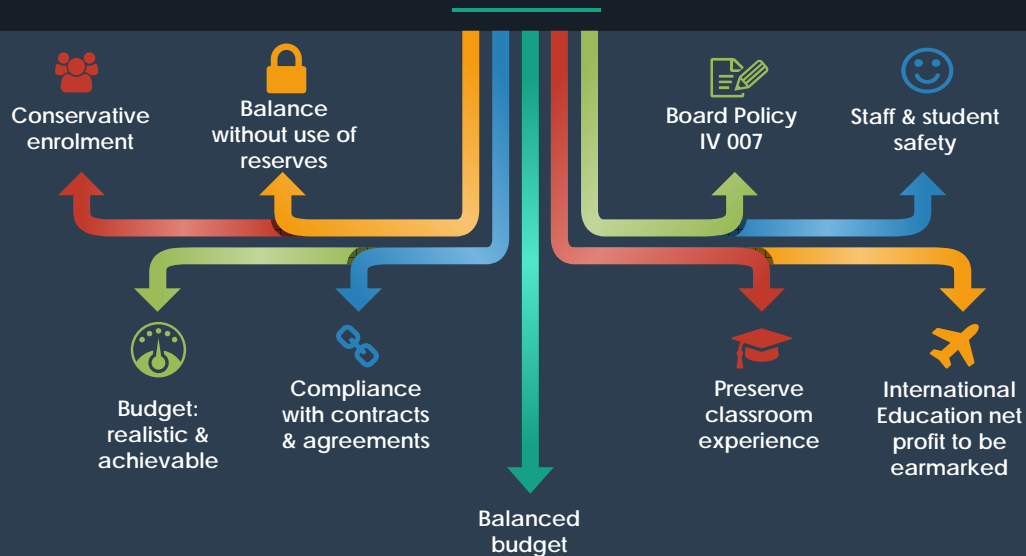 Conservative
enrolment
Balance
without use of
reserves
Board Policy
IV 007
Staff & student
safety
Budget:
realistic &
achievable
Compliance
with contracts
& agreements
Preserve
classroom
experience
International
Education net
profit to be
earmarked
Balanced
budget